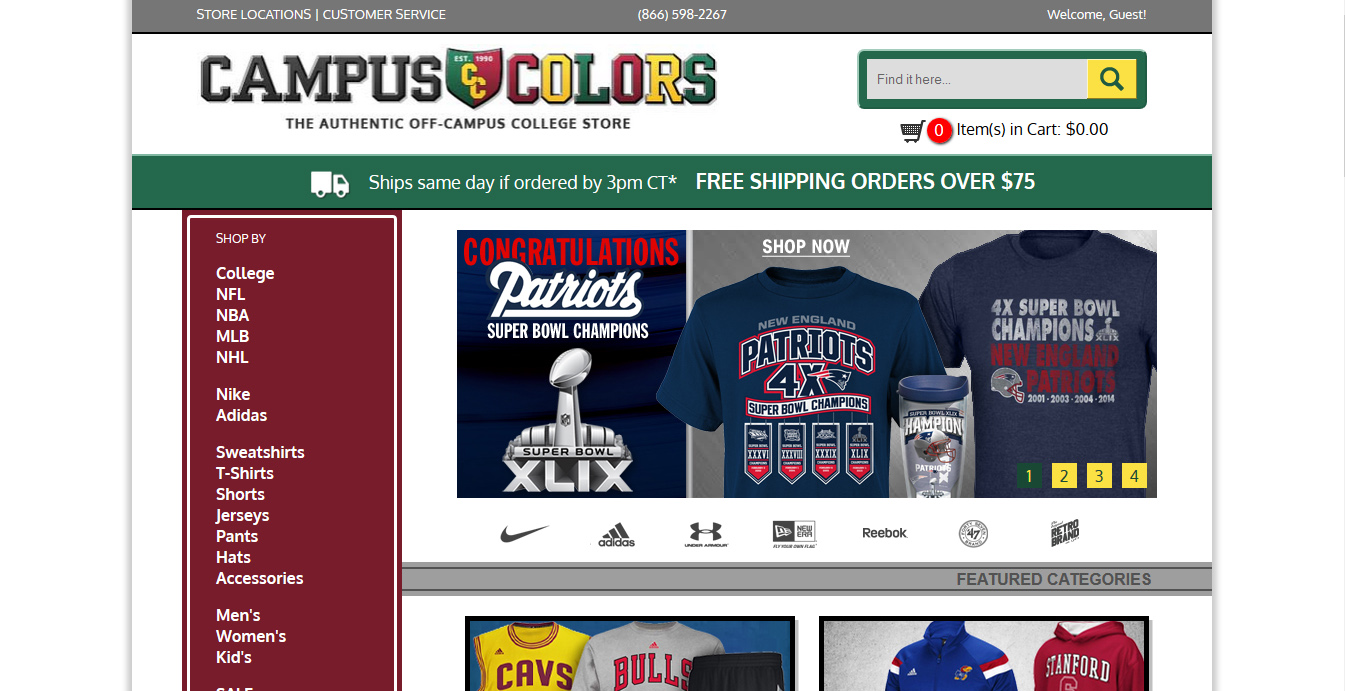 STORE LOCATIONS | CUSTOMER SERVICE
(866) 598-2267
Welcome, Guest!
CAMPUS
EST. 1990
CC
COLORS
THE AUTHENTIC OFF-CAMPUS COLLEGE STORE
Find it here...
0 Item(s) in Cart: $0.00
Ships same day if ordered by 3pm CT* FREE SHIPPING ORDERS OVER $75
SHOP BY
College
NFL
NBA
MLB
NHL
Nike
Adidas
Sweatshirts
T-Shirts
Shorts
Jerseys
Pants
Hats
Accessories
Men's
Women's
Kid's
SALE
CONGRATULATIONS
Patriots
SUPER BOWL CHAMPIONS
NFL
SUPER BOWL
XLIX
SHOP NOW
NEW ENGLAND
PATRIOTS
4X
SUPER BOWL CHAMPIONS
XXXVI
XXXVIII
XXXIX
XLIX
SUPER BOWL XLIX
CHAMPIONS
PATRIOTS
4X SUPER BOWL
CHAMPIONS
XLIX
NEW ENGLAND
PATRIOTS
2001 • 2003 • 2004 • 2014
1 2 3 4
adidas
UNDER ARMOUR
NEW ERA
FLY YOUR OWN FLAG
Reebok
47
RETRO
BRAND
FEATURED CATEGORIES
CAVS
BULLS
STANFORD
S